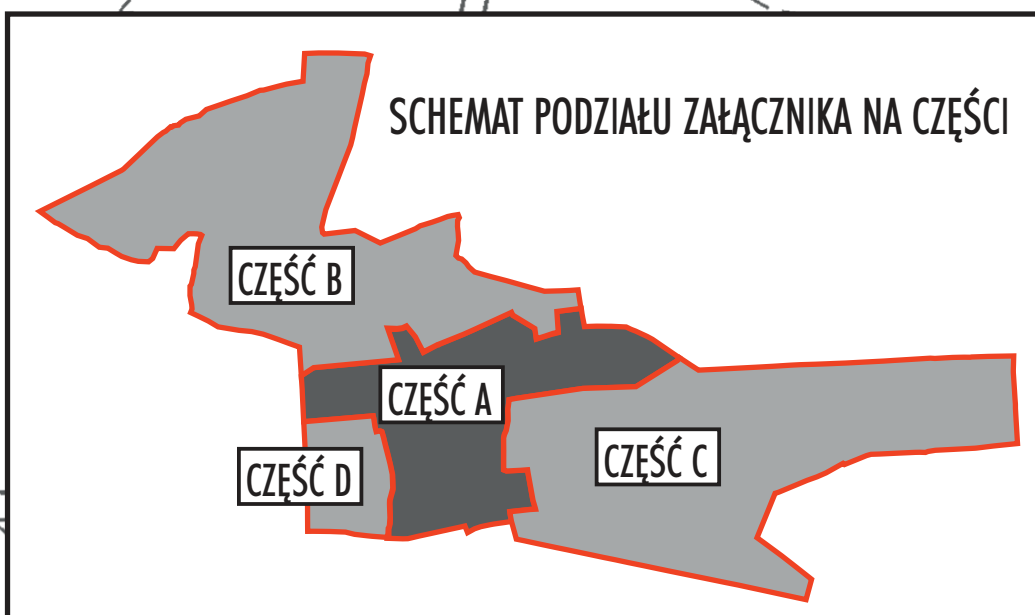 SCHEMAT PODZIAŁU ZAŁĄCZNIKA NA CZĘŚCI
CZĘŚĆ B
CZĘŚĆ A
CZĘŚĆ D
CZĘŚĆ C